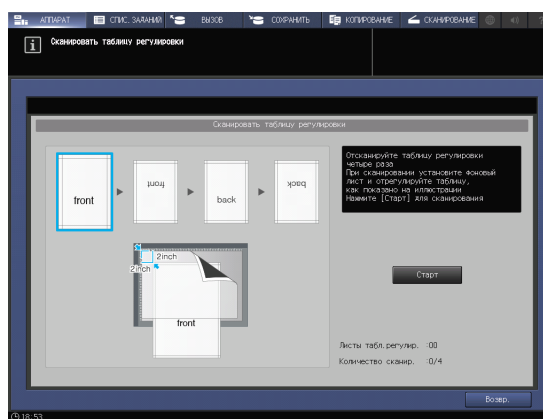 АППАРАТ СПИС. ЗАДАНИЙ ВЫЗОВ СОХРАНИТЬ КОПИРОВАНИЕ СКАНИРОВАНИЕ ?
Сканировать таблицу регулировки
Сканировать таблицу регулировки
front
front
back
back
Отсканируйте таблицу регулировки
четыре раза
При сканировании установите фоновый
лист и отрегулируйте таблицу,
как показано на иллюстрации
Нажмите [Старт] для сканирования
2inch
2inch
front
Старт
Листы табл.регулир. :00
Количество сканир. :0/4
Возвр.
18:53